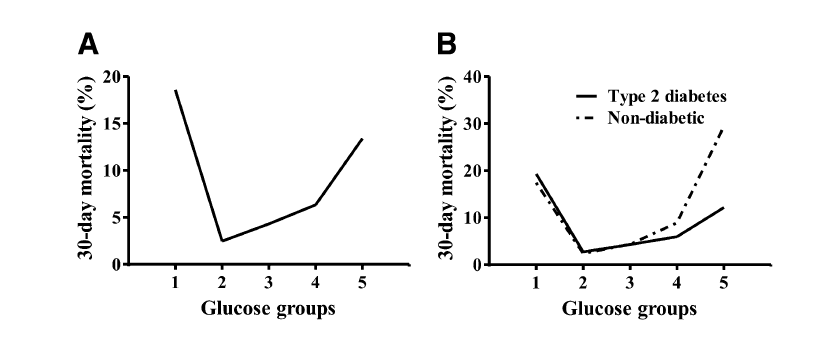 A
30-day mortality (%)
20
15
10
5
0
1 2 3 4 5
Glucose groups
B
30-day mortality (%)
40
30
20
10
0
Type 2 diabetes
Non-diabetic
1 2 3 4 5
Glucose groups